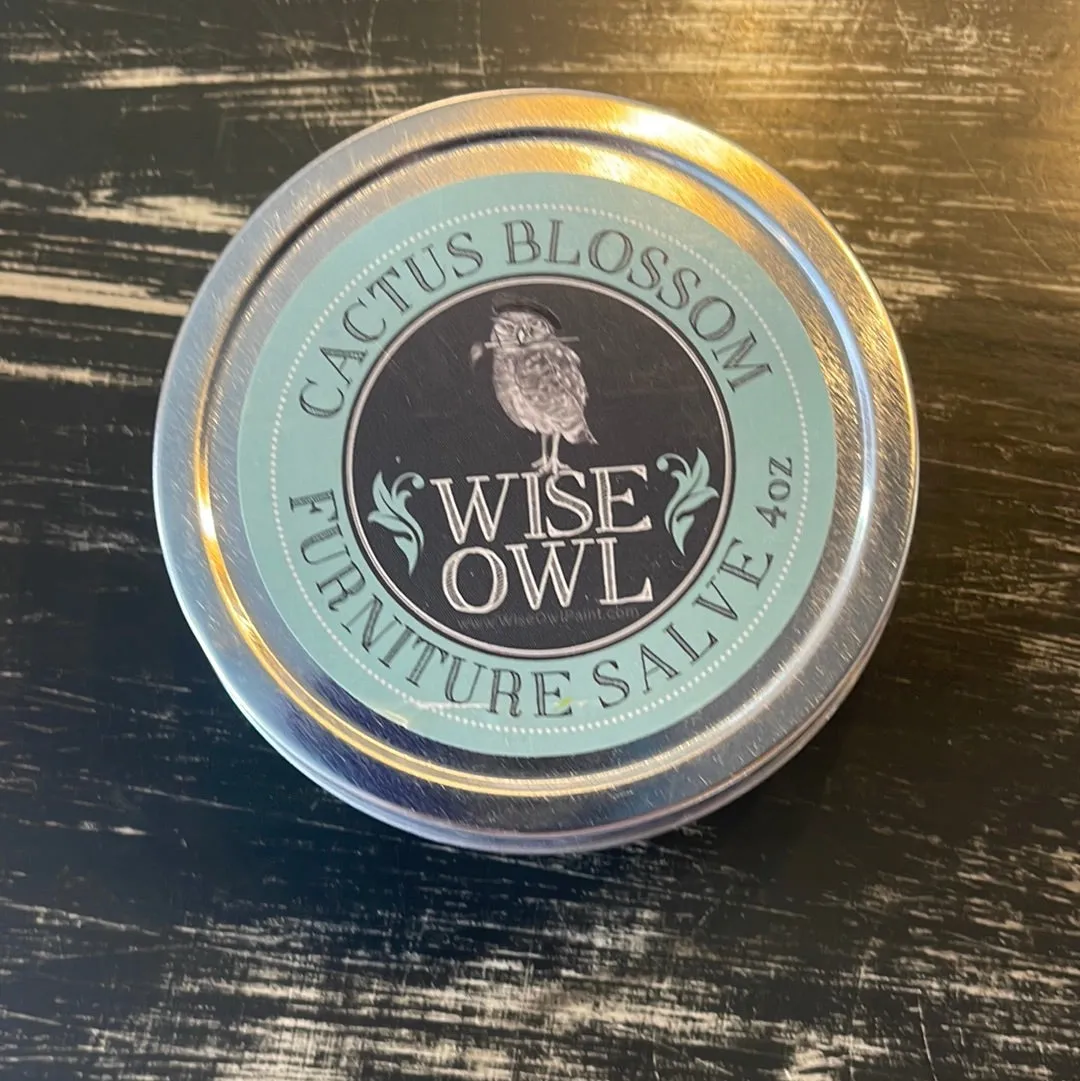 CACTUS BLOSSOM
WISE
OWL
www.WiseOwlPaint.com
FURNITURE SALVE 4oz